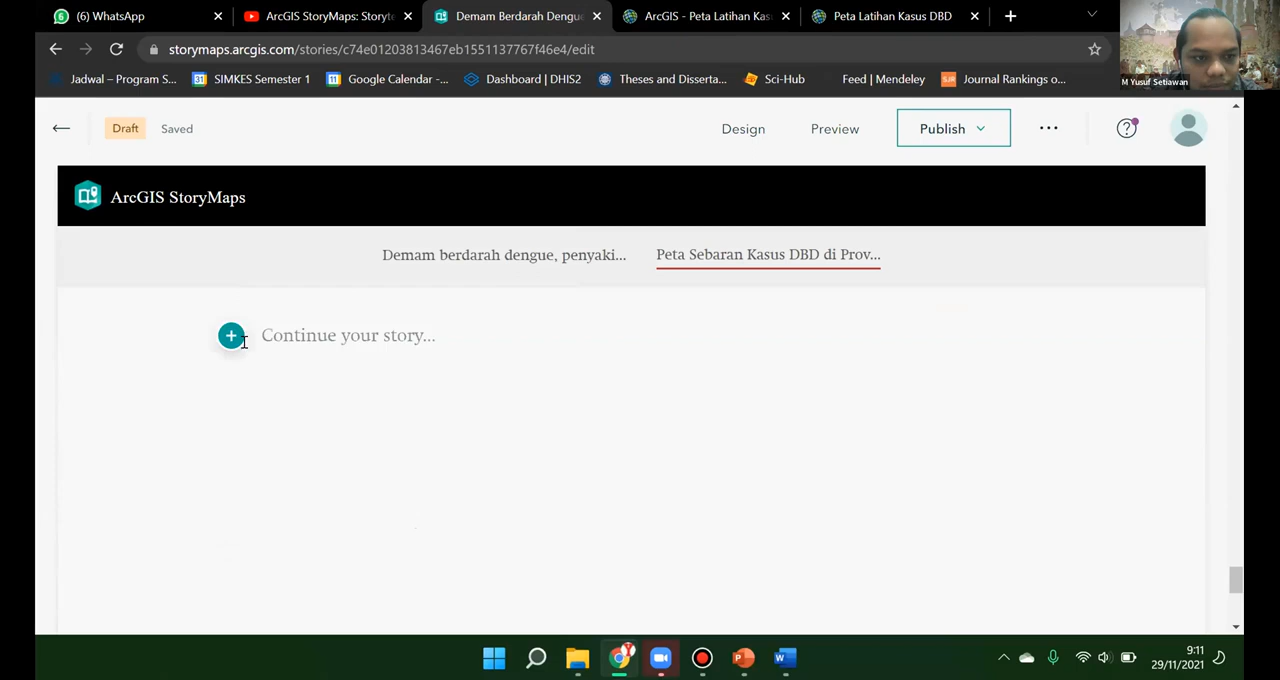 (6) WhatsApp
ArcGIS StoryMaps: Storyte
Demam Berdarah Dengue
ArcGIS - Peta Latihan Kas
Peta Latihan Kasus DBD
storymaps.arcgis.com/stories/c74e01203813467eb1551137767f46e4/edit
Jadwal – Program S...
SIMKES Semester 1
Google Calendar -...
Dashboard | DHIS2
Theses and Disserta...
Sci-Hub
Feed | Mendeley
Journal Rankings o...
M Yusuf Setiawan
Draft
Saved
Design
Preview
Publish
ArcGIS StoryMaps
Demam berdarah dengue, penyaki...
Peta Sebaran Kasus DBD di Prov...
Continue your story...
9:11
29/11/2021